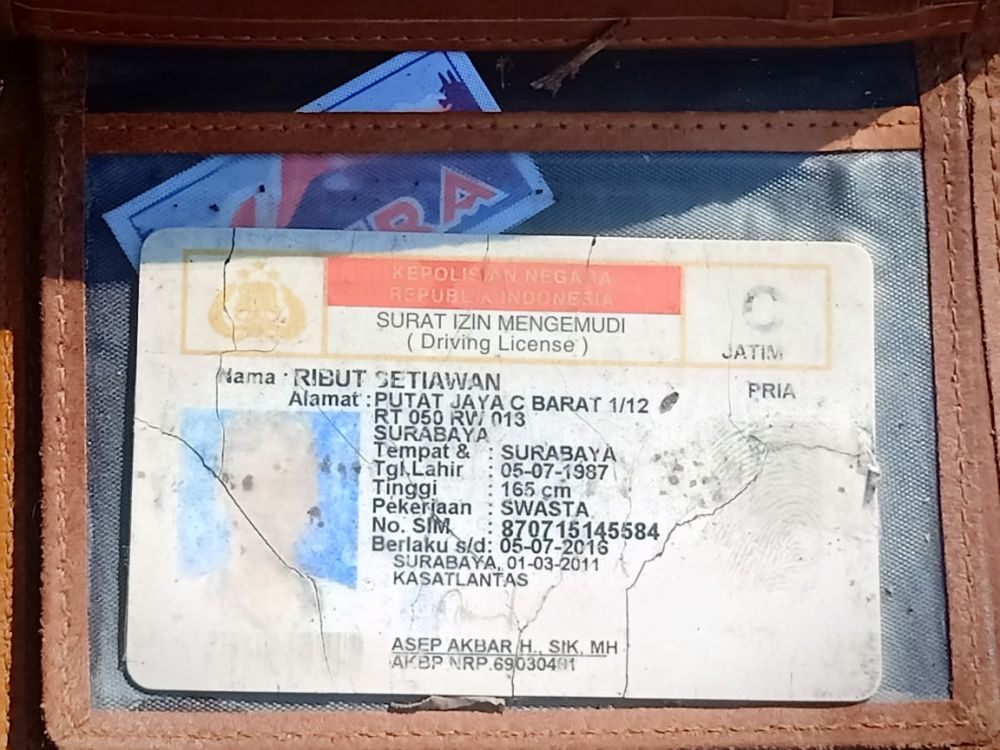 BRA
KEPOLISIAN NEGARA
REPUBLIK INDONESIA
SURAT IZIN MENGEMUDI
( Driving License )
C
JATIM
Nama : RIBUT SETIAWAN
PRIA
Alamat : PUTAT JAYA C BARAT 1/12
RT 050 RW 013
SURABAYA
Tempat & : SURABAYA
Tgl.Lahir : 05-07-1987
Tinggi : 165 cm
Pekerjaan : SWASTA
No. SIM : 870715145584
Berlaku s/d: 05-07-2016
SURABAYA, 01-03-2011
KASATLANTAS
ASEP AKBAR H., SIK, MH
AKBP NRP.